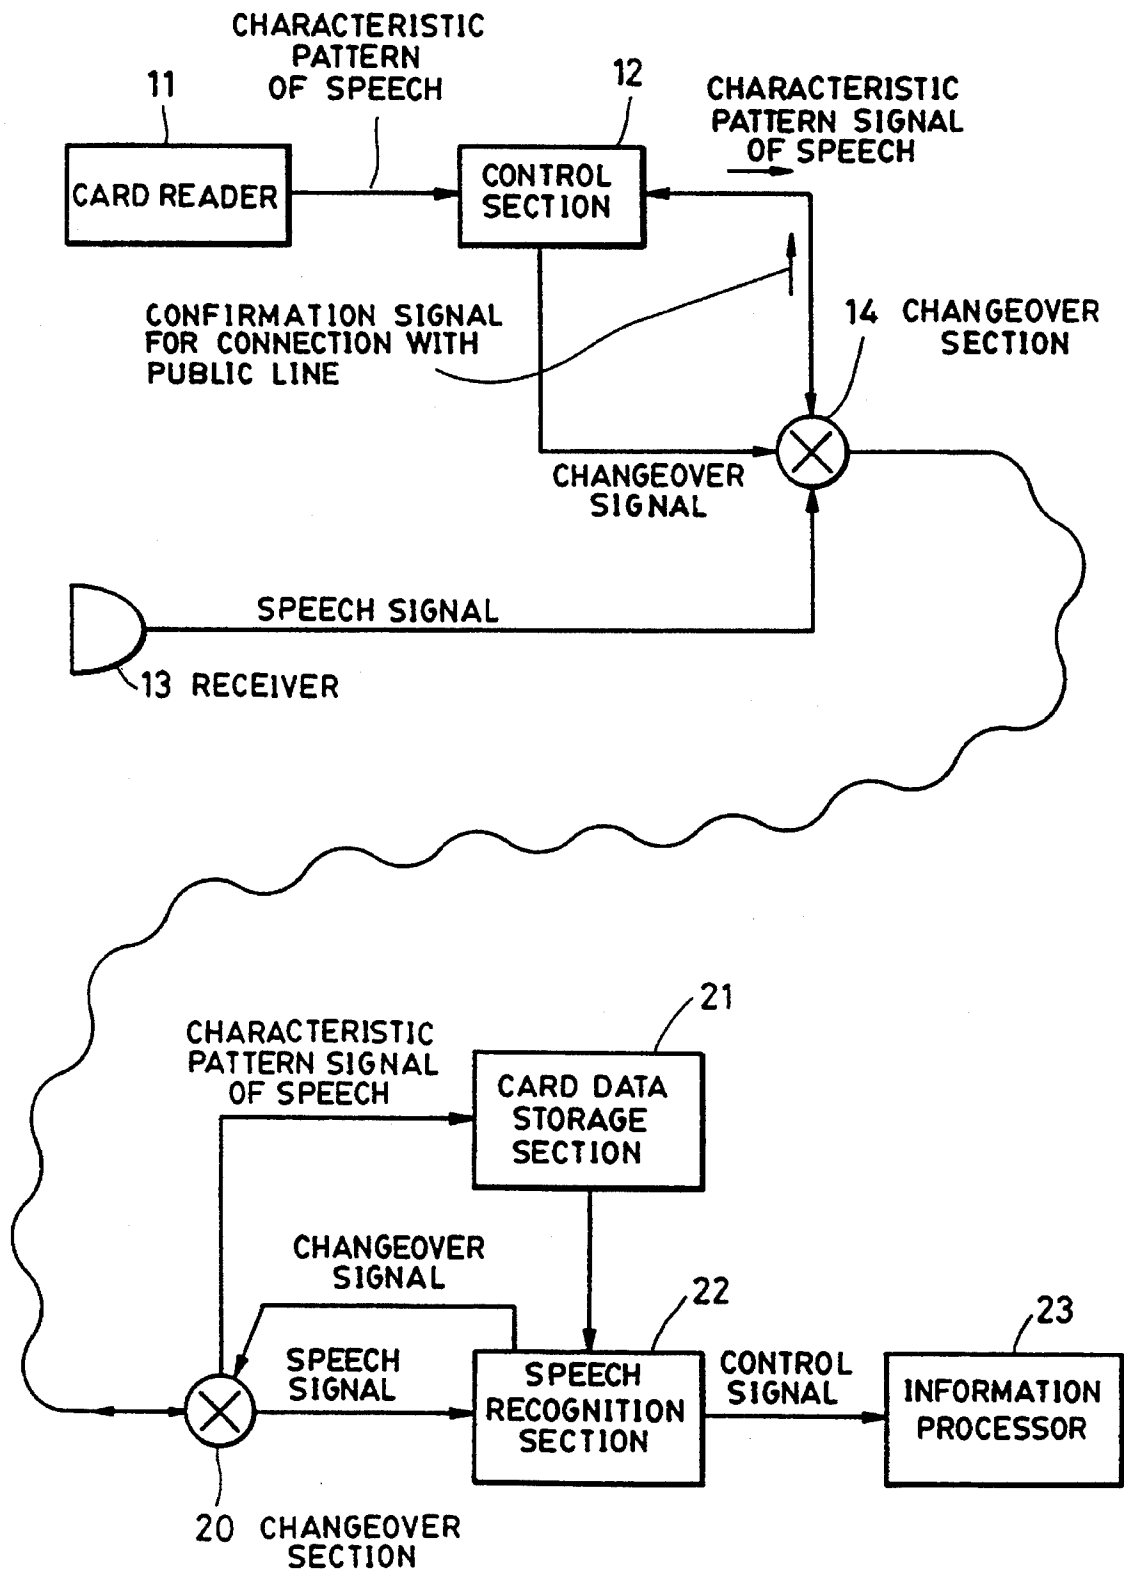 CHARACTERISTIC
PATTERN
OF SPEECH
11
12
CHARACTERISTIC
PATTERN SIGNAL
OF SPEECH
CARD READER
CONTROL
SECTION
CONFIRMATION SIGNAL
FOR CONNECTION WITH
PUBLIC LINE
14 CHANGEOVER
SECTION
CHANGEOVER
SIGNAL
SPEECH SIGNAL
13 RECEIVER
21
CHARACTERISTIC
PATTERN SIGNAL
OF SPEECH
CARD DATA
STORAGE
SECTION
CHANGEOVER
SIGNAL
22
23
SPEECH
SIGNAL
SPEECH
RECOGNITION
SECTION
CONTROL
SIGNAL
INFORMATION
PROCESSOR
20 CHANGEOVER
SECTION